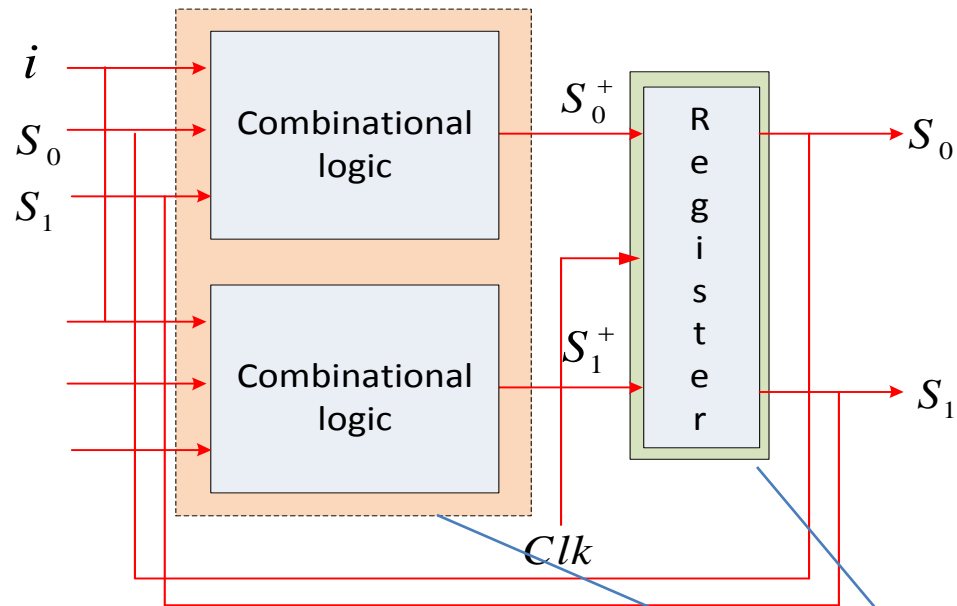 i
S₀
S₁
Combinational
logic
S₀⁺
R
e
g
i
s
t
e
r
S₀
Combinational
logic
S₁⁺
S₁
Clk